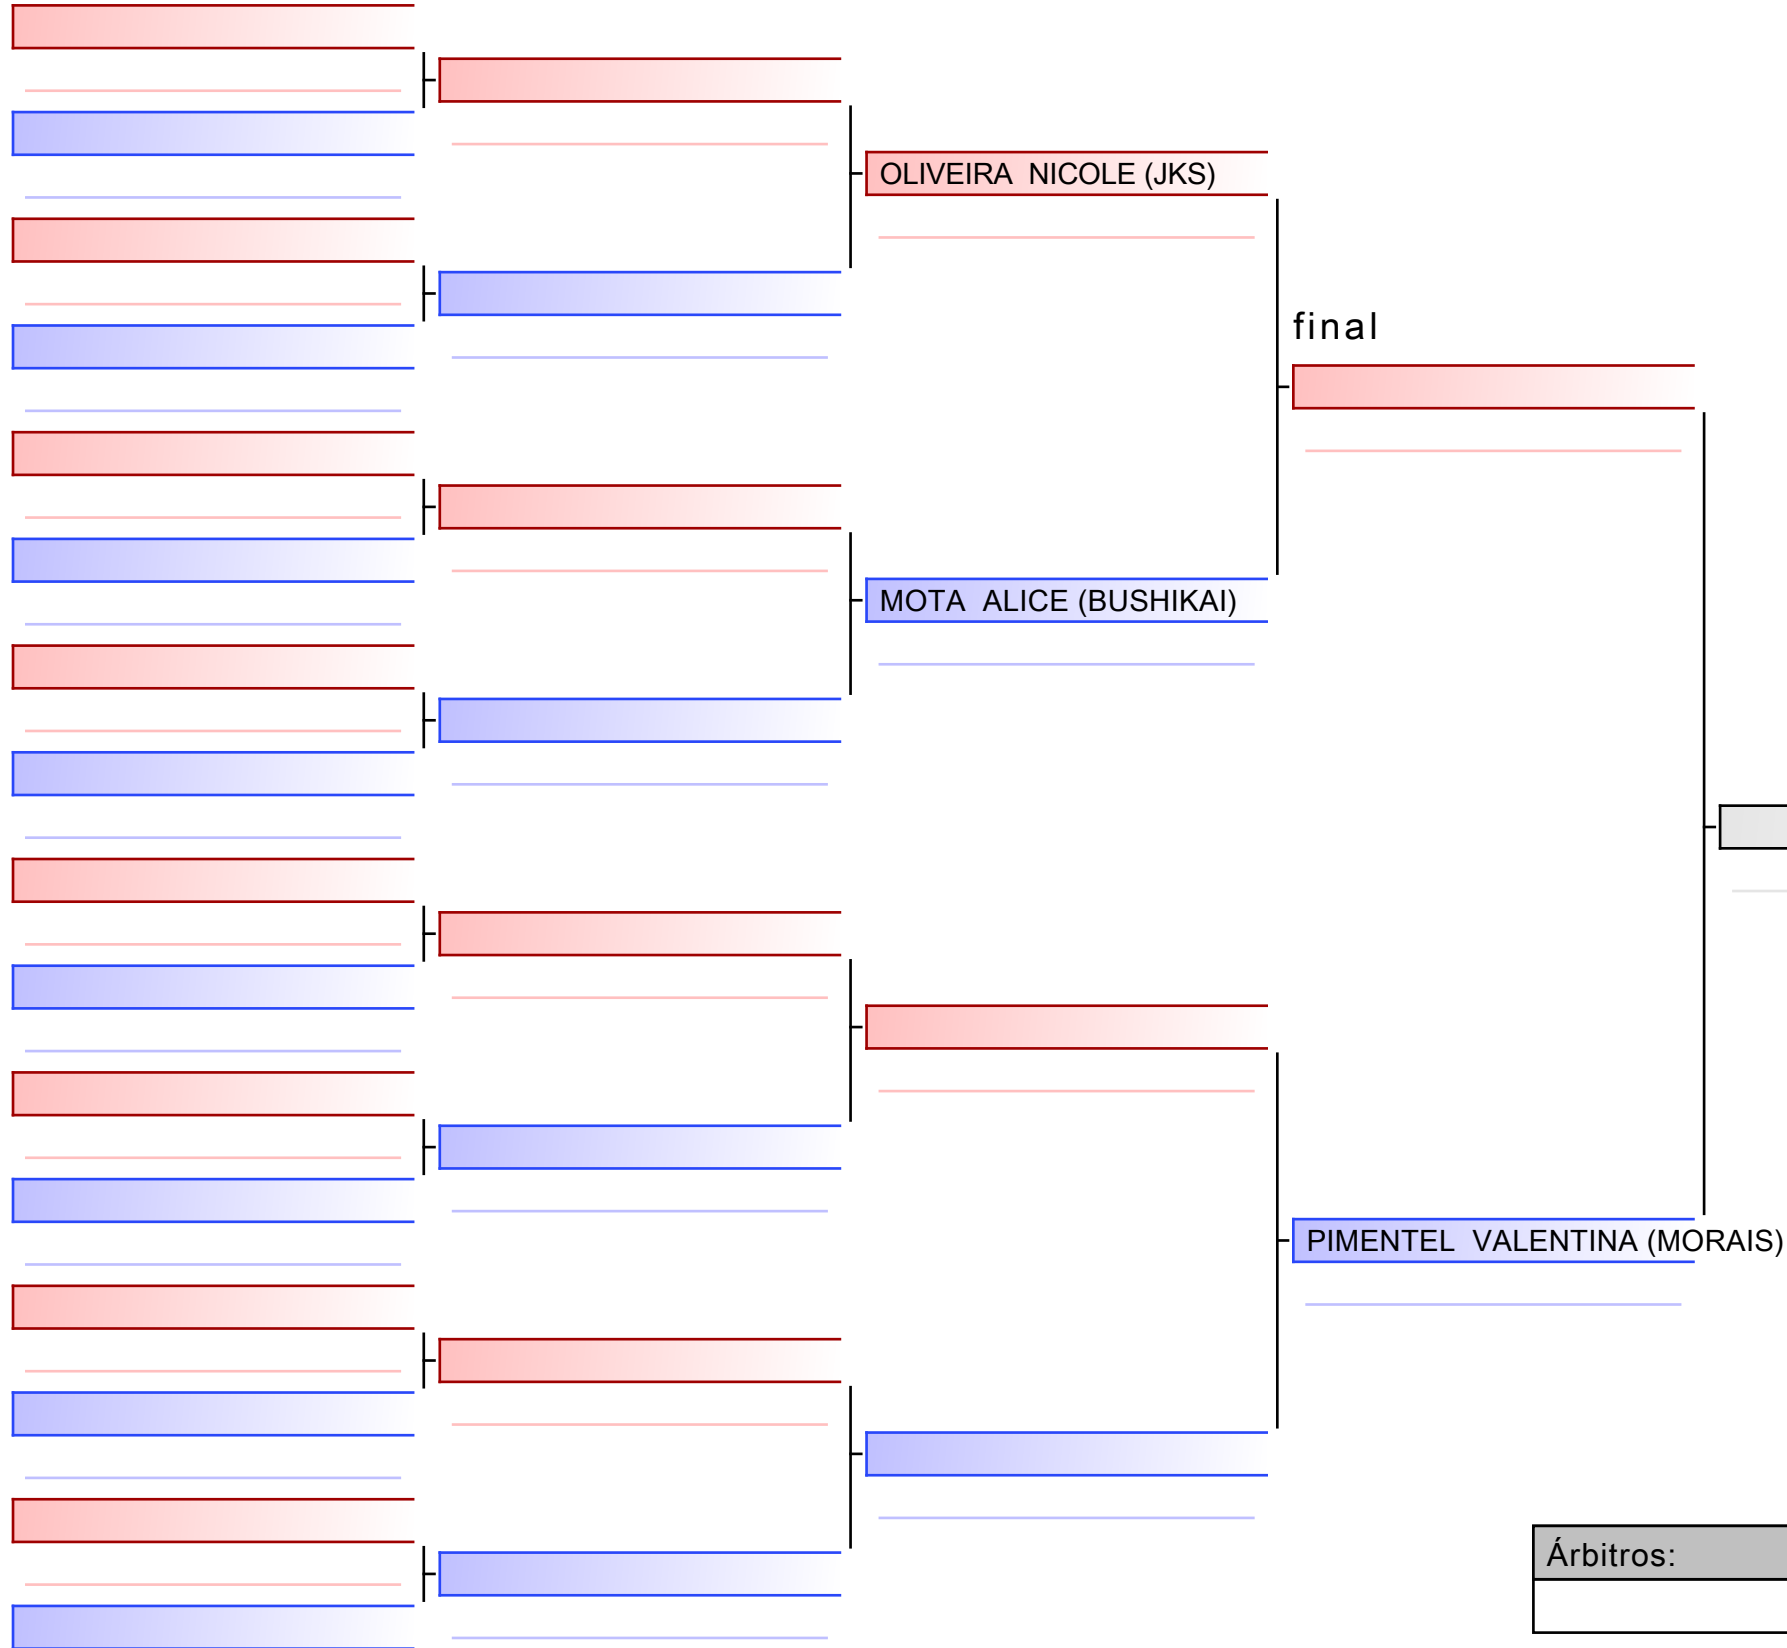 OLIVEIRA  NICOLE (JKS)
final
MOTA  ALICE (BUSHIKAI)
PIMENTEL  VALENTINA (MORAIS)
Árbitros: